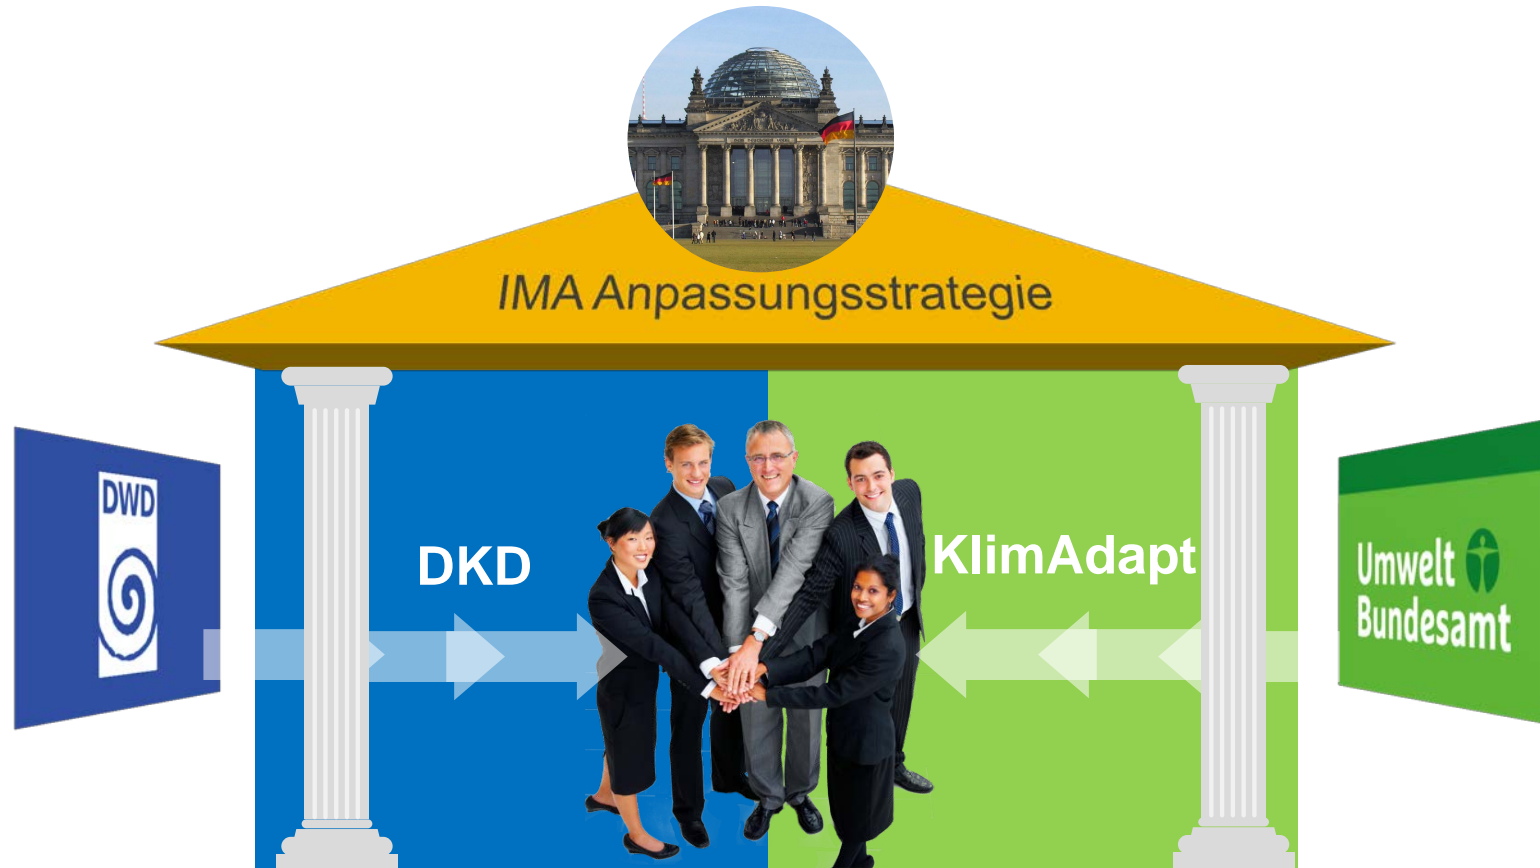 IMA Anpassungsstrategie
DWD
DKD
KlimAdapt
Umwelt
Bundesamt